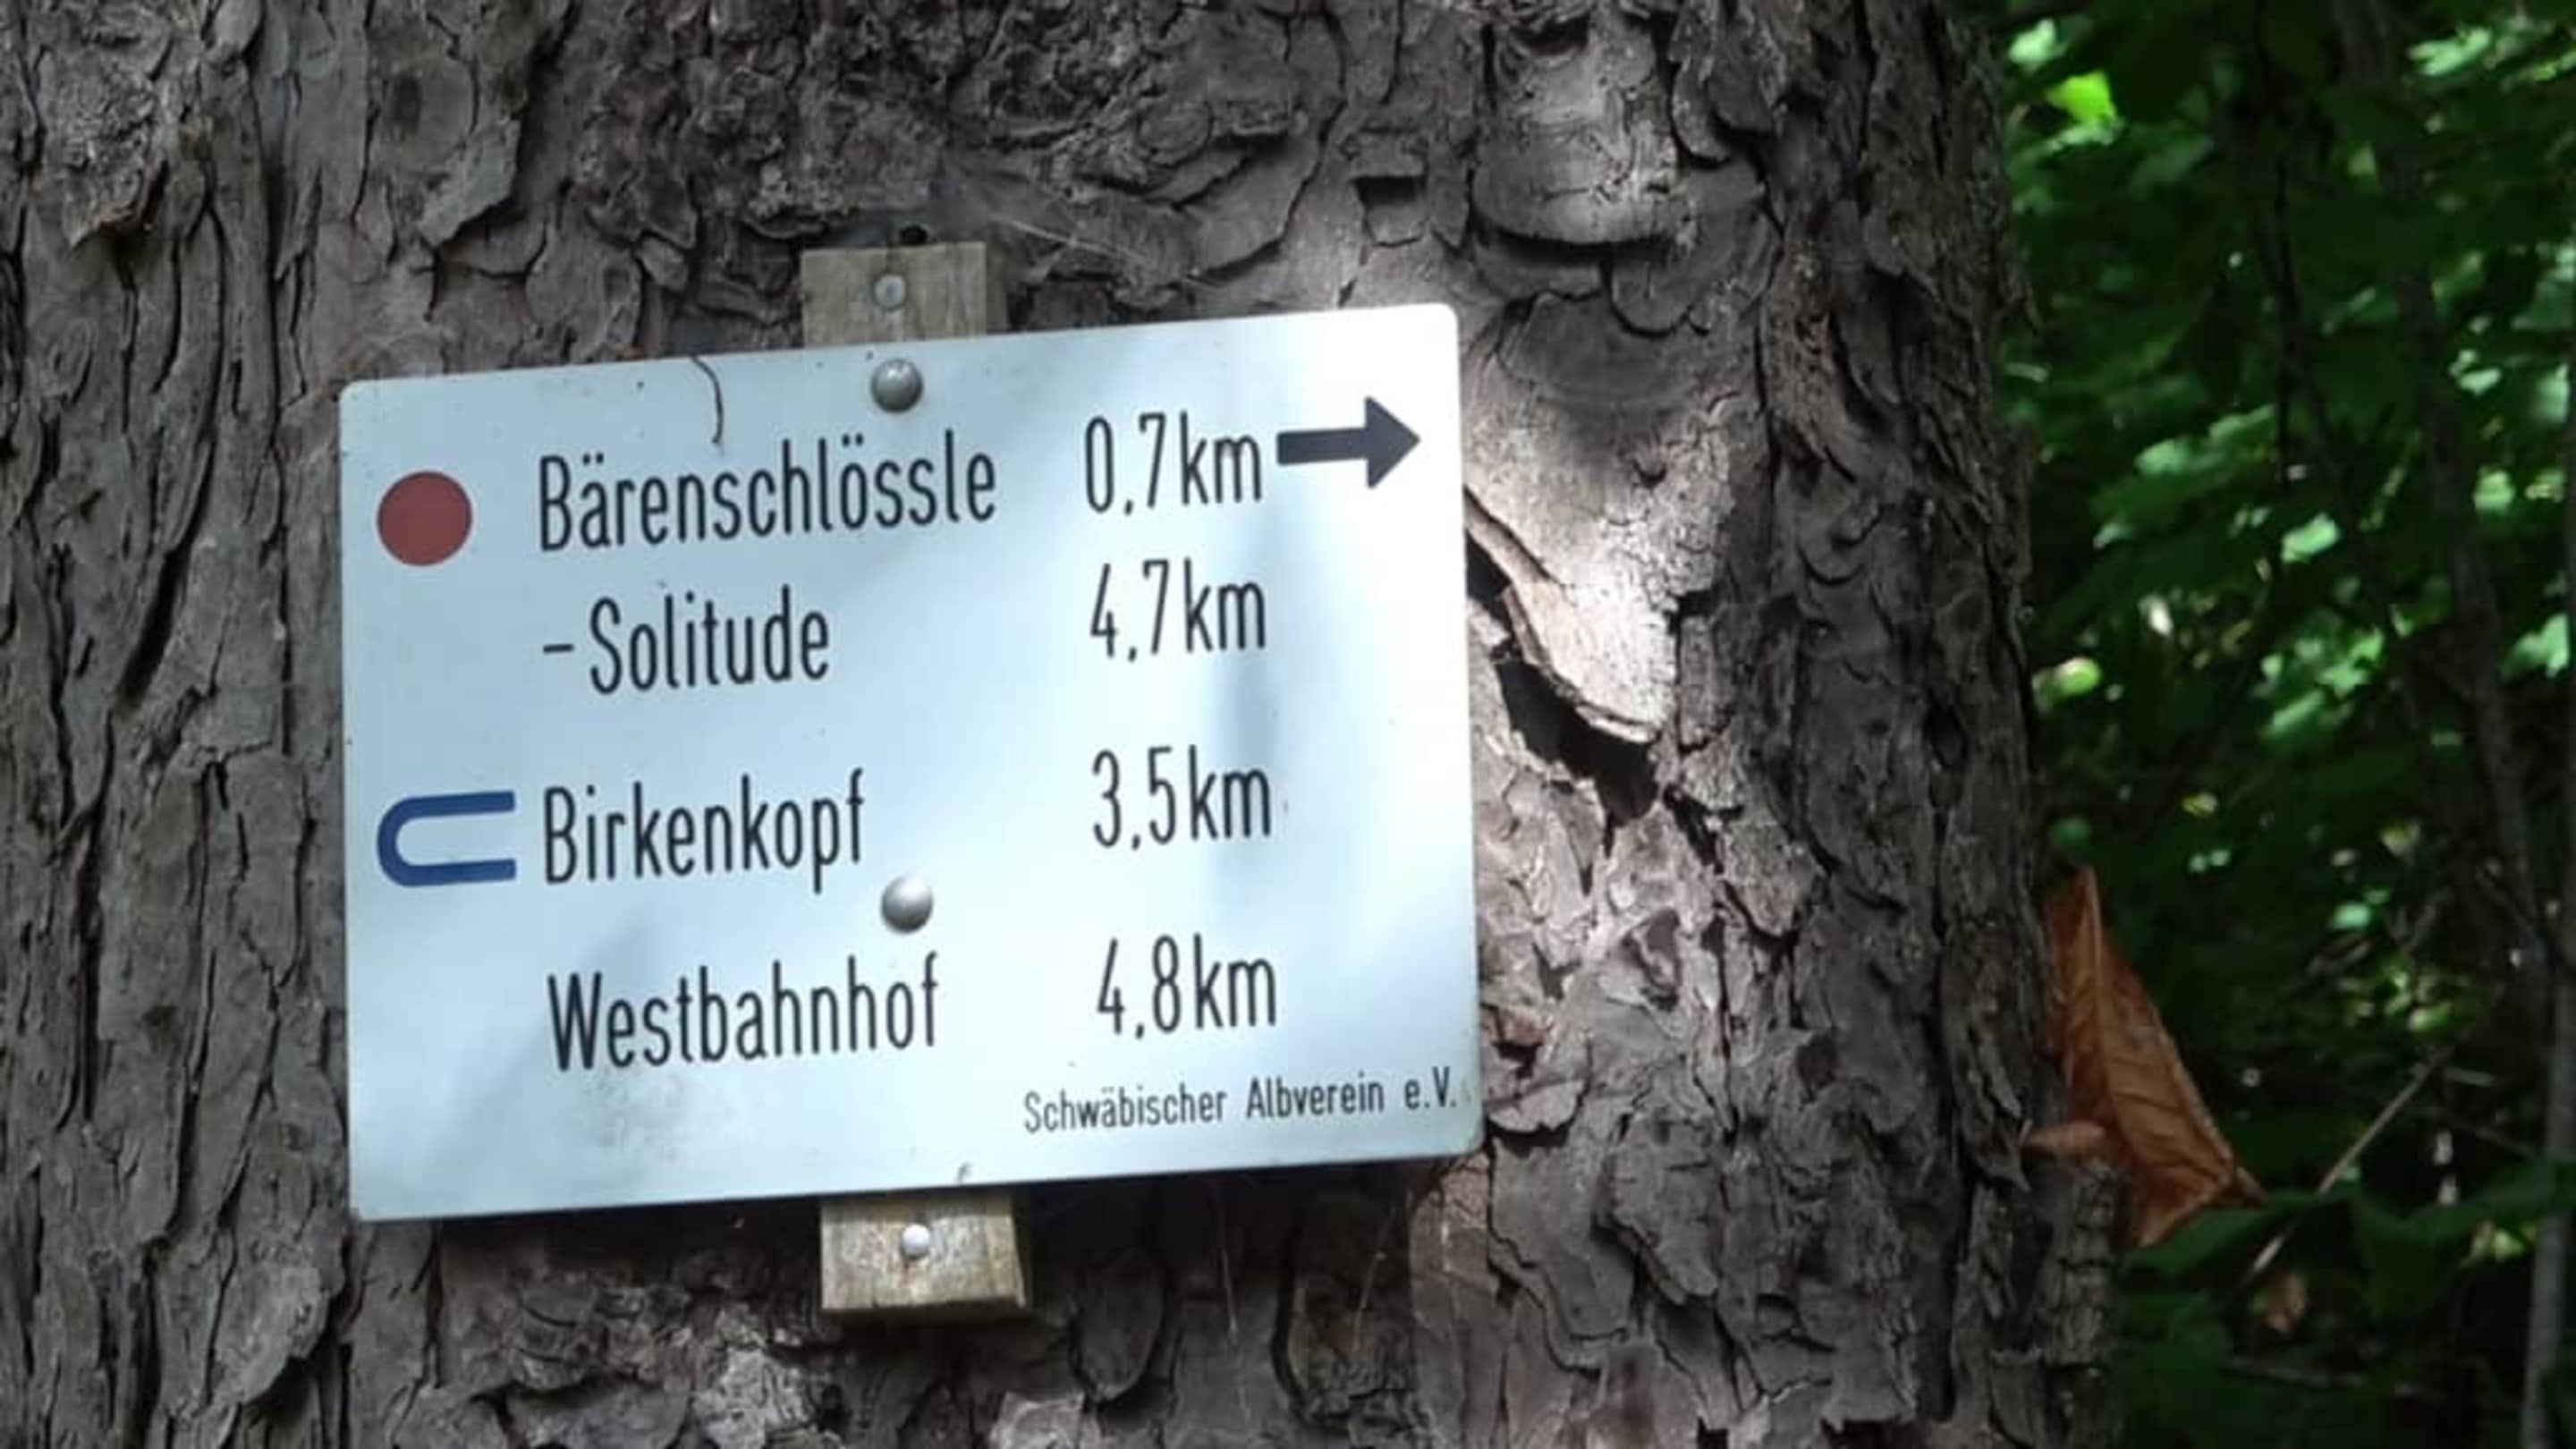 Bärenschlössle 0,7km
-Solitude 4,7km
Birkenkopf 3,5km
Westbahnhof 4,8km
Schwäbischer Albverein e.V.